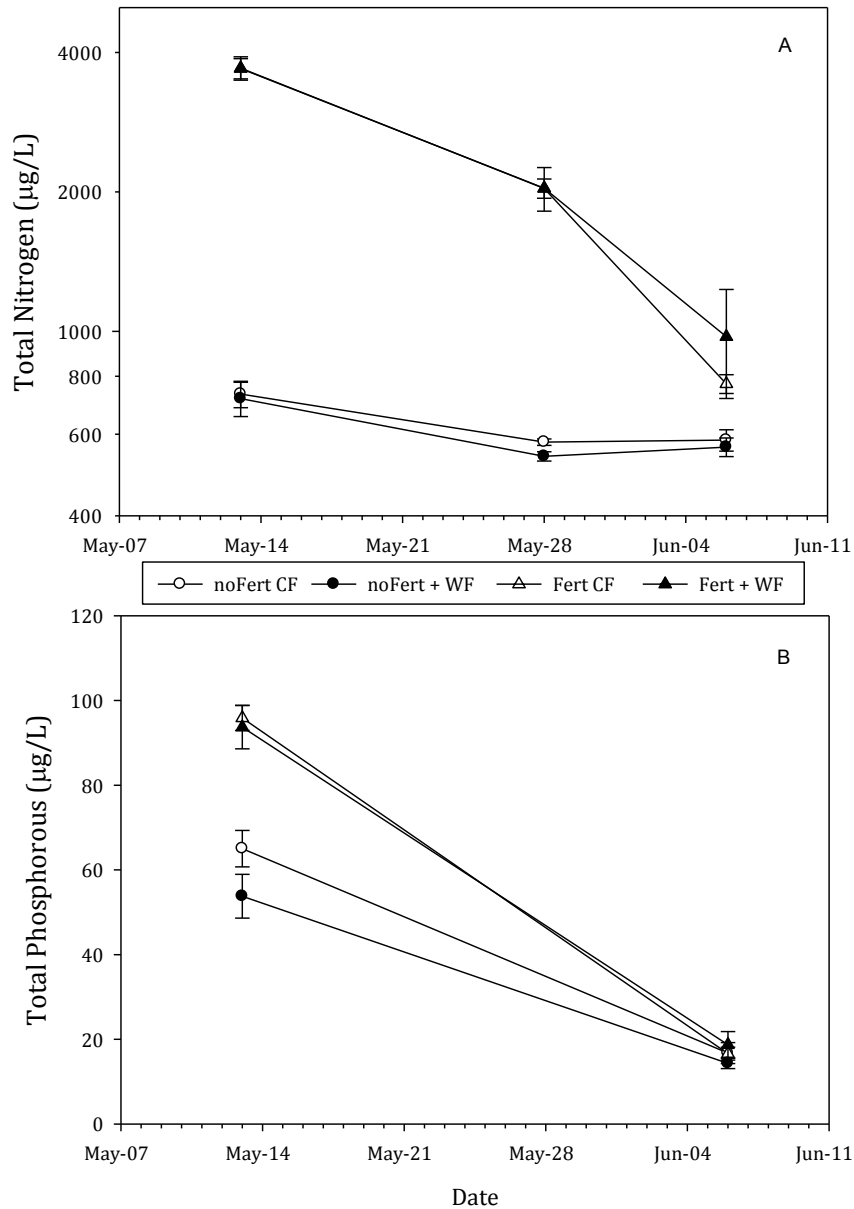 A
Total Nitrogen (µg/L)
4000
2000
1000
800
600
400
May-07 May-14 May-21 May-28 Jun-04 Jun-11
noFert CF noFert + WF Fert CF Fert + WF
B
Total Phosphorous (µg/L)
120
100
80
60
40
20
0
May-07 May-14 May-21 May-28 Jun-04 Jun-11
Date